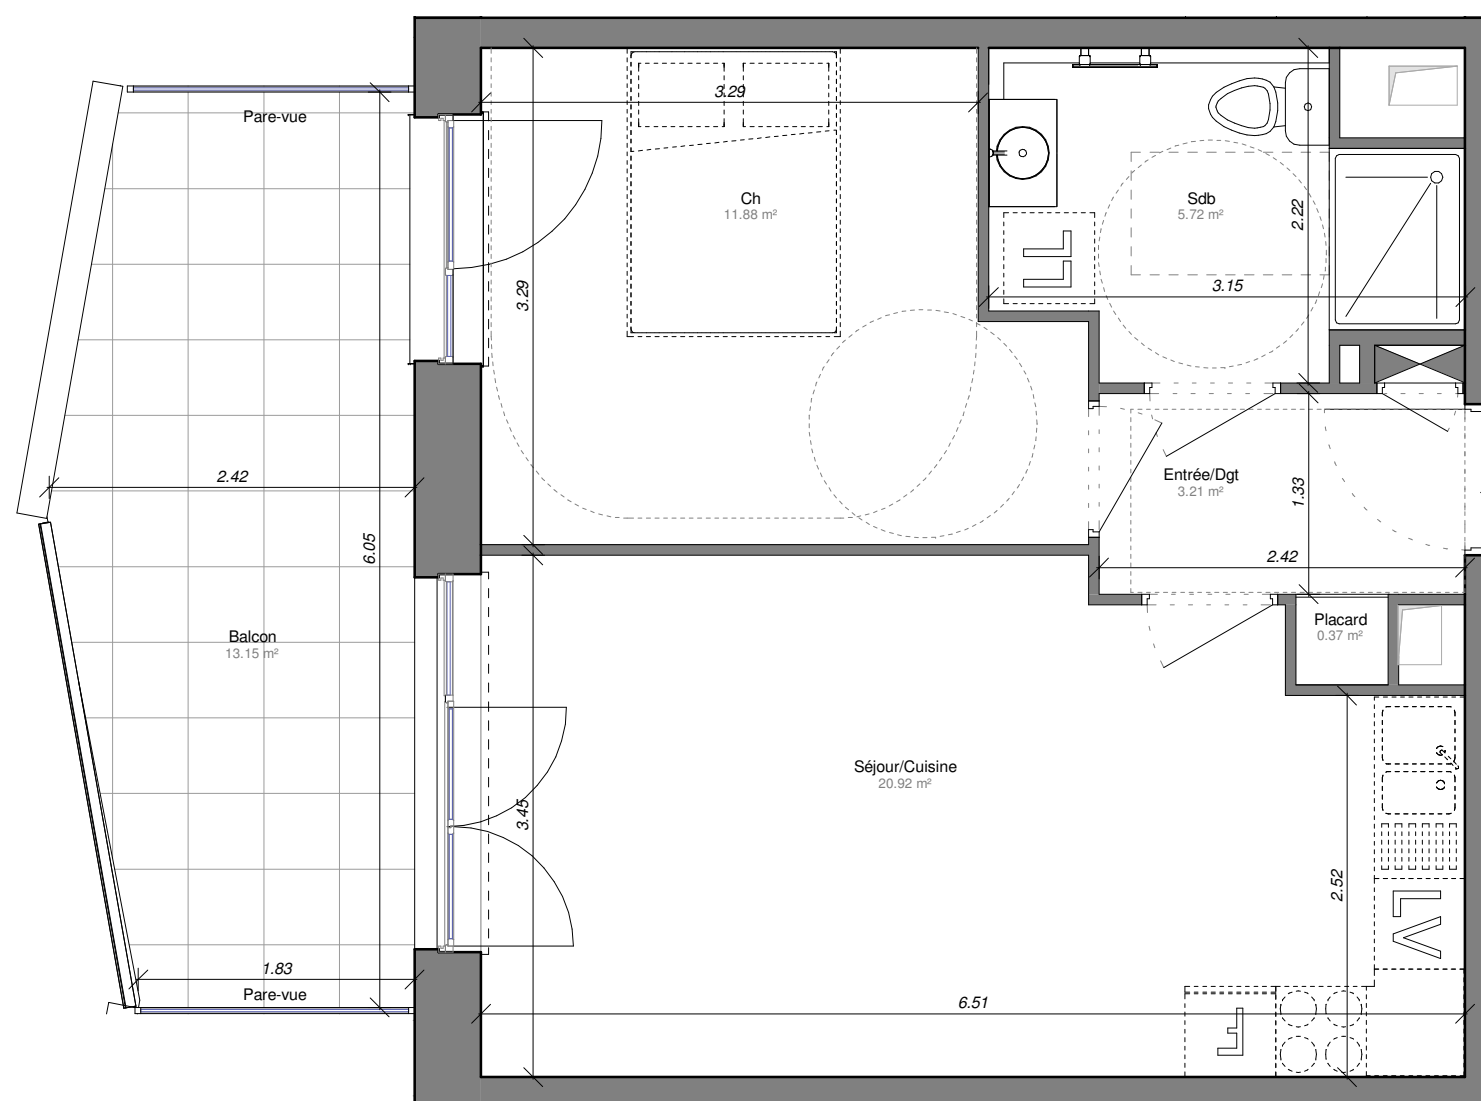 Pare-vue
3.29
Ch
11.88 m²
Sdb
5.72 m²
2.22
LL
3.15
3.29
2.42
Entrée/Dgt
3.21 m²
1.33
2.42
6.05
Balcon
13.15 m²
Placard
0.37 m²
Séjour/Cuisine
20.92 m²
3.45
2.52
LV
1.83
Pare-vue
6.51
F